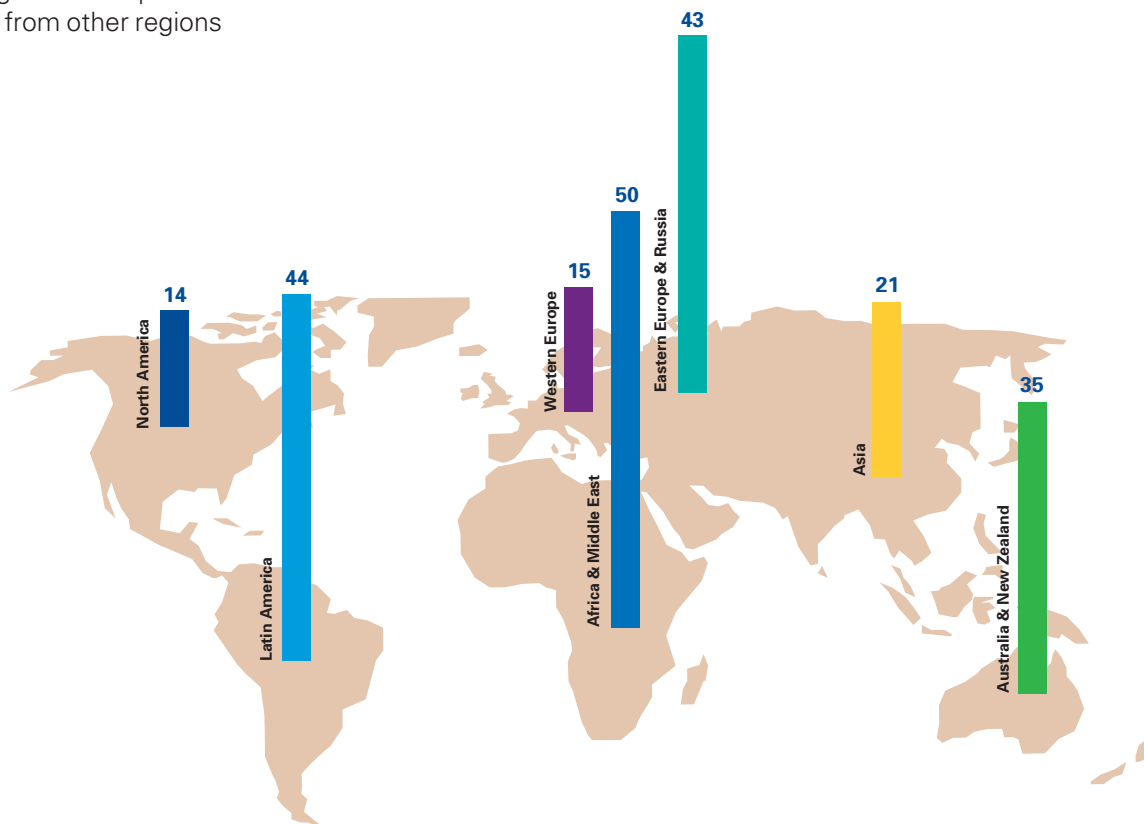 from other regions
43
50
44
14
15
21
35
North America
Latin America
Western Europe
Africa & Middle East
Eastern Europe & Russia
Asia
Australia & New Zealand